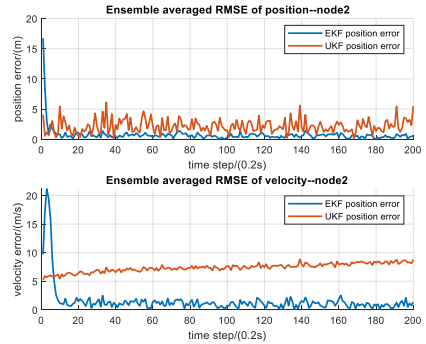 Ensemble averaged RMSE of position--node2
position error/(m)
20
15
10
5
0
EKF position error
UKF position error
0 20 40 60 80 100 120 140 160 180 200
time step/(0.2s)
Ensemble averaged RMSE of velocity--node2
velocity error/(m/s)
20
15
10
5
0
EKF position error
UKF position error
0 20 40 60 80 100 120 140 160 180 200
time step/(0.2s)